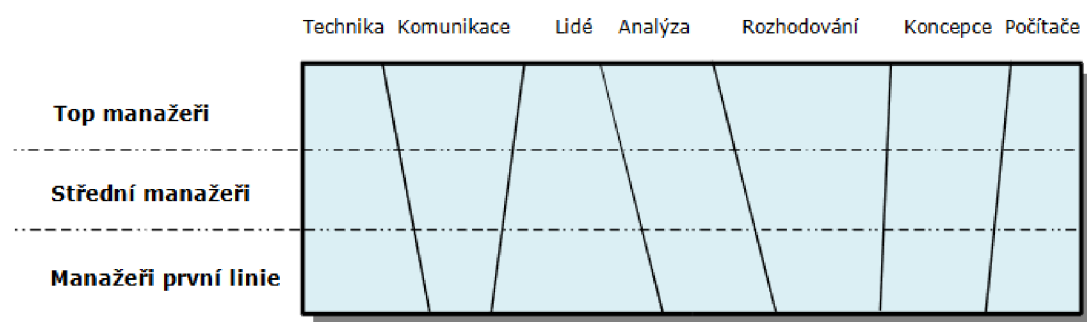 Technika Komunikace Lidé Analýza Rozhodování Koncepce Počítače
Top manažeři
Střední manažeři
Manažeři první linie